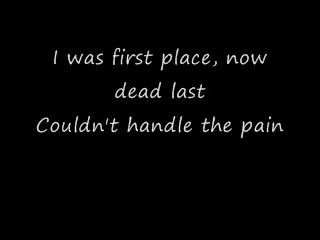 I was first place, now
dead last
Couldn't handle the pain